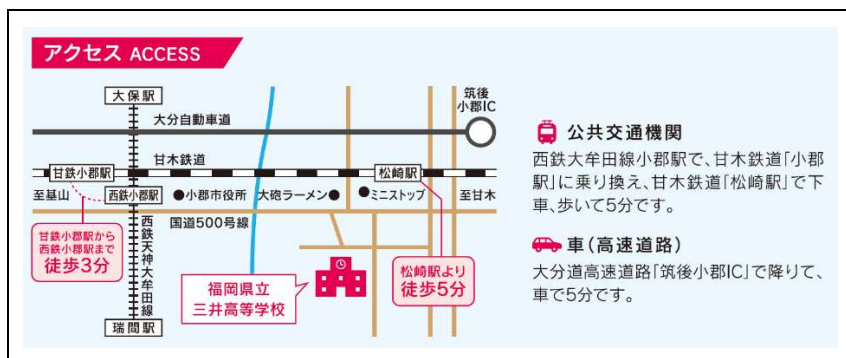 アクセス ACCESS
大保駅
筑後
小郡IC
大分自動車道
甘木鉄道
甘鉄小郡駅
松崎駅
至基山
西鉄小郡駅
●小郡市役所
大砲ラーメン●
●ミニストップ
至甘木
国道500号線
甘鉄小郡駅から
西鉄小郡駅まで
徒歩3分
西鉄天神大牟田線
松崎駅より
徒歩5分
福岡県立
三井高等学校
端間駅
公共交通機関
西鉄大牟田線小郡駅で、甘木鉄道「小郡
駅」に乗り換え、甘木鉄道「松崎駅」で下
車、歩いて5分です。
車(高速道路)
大分道高速道路「筑後小郡IC」で降りて、
車で5分です。